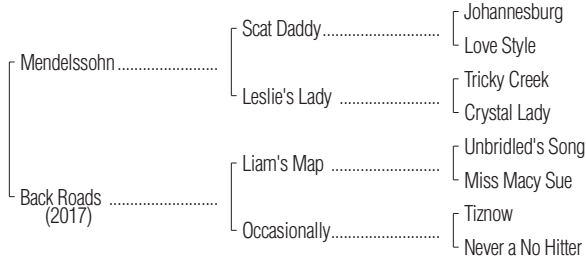 Johannesburg
Scat Daddy
Love Style
Mendelssohn
Tricky Creek
Leslie's Lady
Crystal Lady
Unbridled's Song
Liam's Map
Miss Macy Sue
Back Roads
(2017)
Tiznow
Occasionally
Never a No Hitter